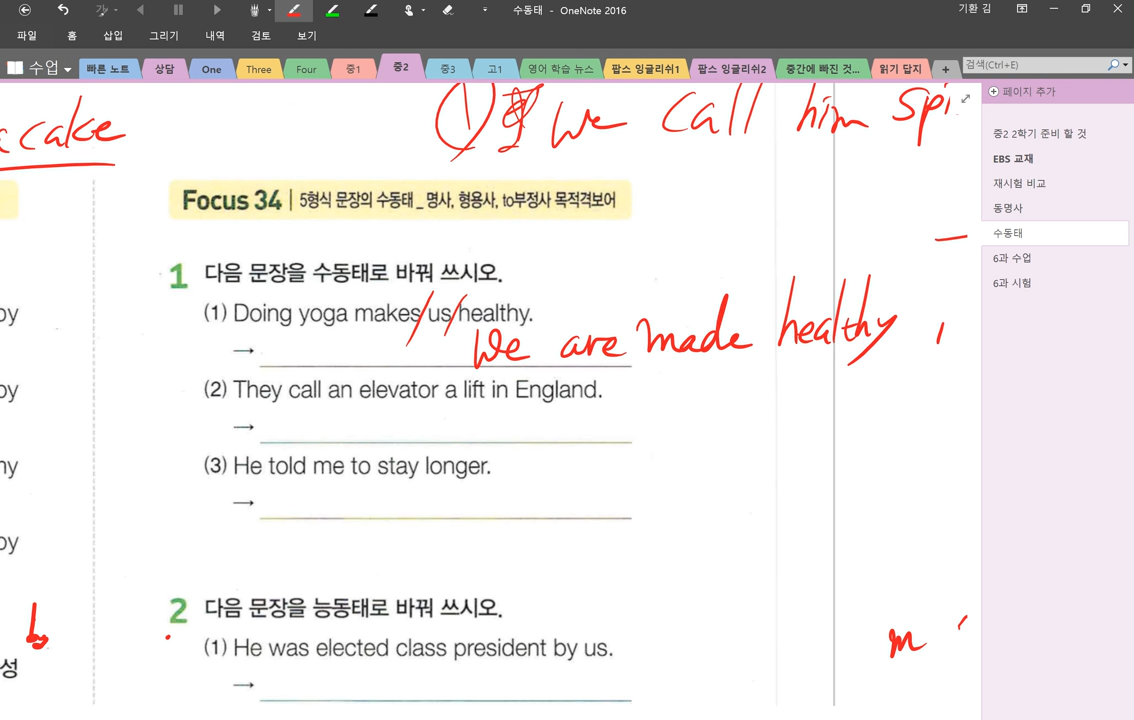 수동태 - OneNote 2016
기환 김
파일 홈 삽입 그리기 내역 검토 보기
수업 빠른 노트 상담 One Three Four 중1 중2 중3 고1 영어 학습 뉴스 팝스 잉글리쉬1 팝스 잉글리쉬2 중간에 빠진 것... 읽기 답지 +
검색(Ctrl+E)
페이지 추가
중2 2학기 준비 할 것
EBS 교재
재시험 비교
동명사
수동태
6과 수업
6과 시험
a cake
① We call him spi
Focus 34 | 5형식 문장의 수동태 _ 명사, 형용사, to부정사 목적격보어
1 다음 문장을 수동태로 바꿔 쓰시오.
(1) Doing yoga makes/us/healthy.
→ We are made healthy
(2) They call an elevator a lift in England.
→
(3) He told me to stay longer.
→
2 다음 문장을 능동태로 바꿔 쓰시오.
(1) He was elected class president by us.
→
by
by
ny
by
성